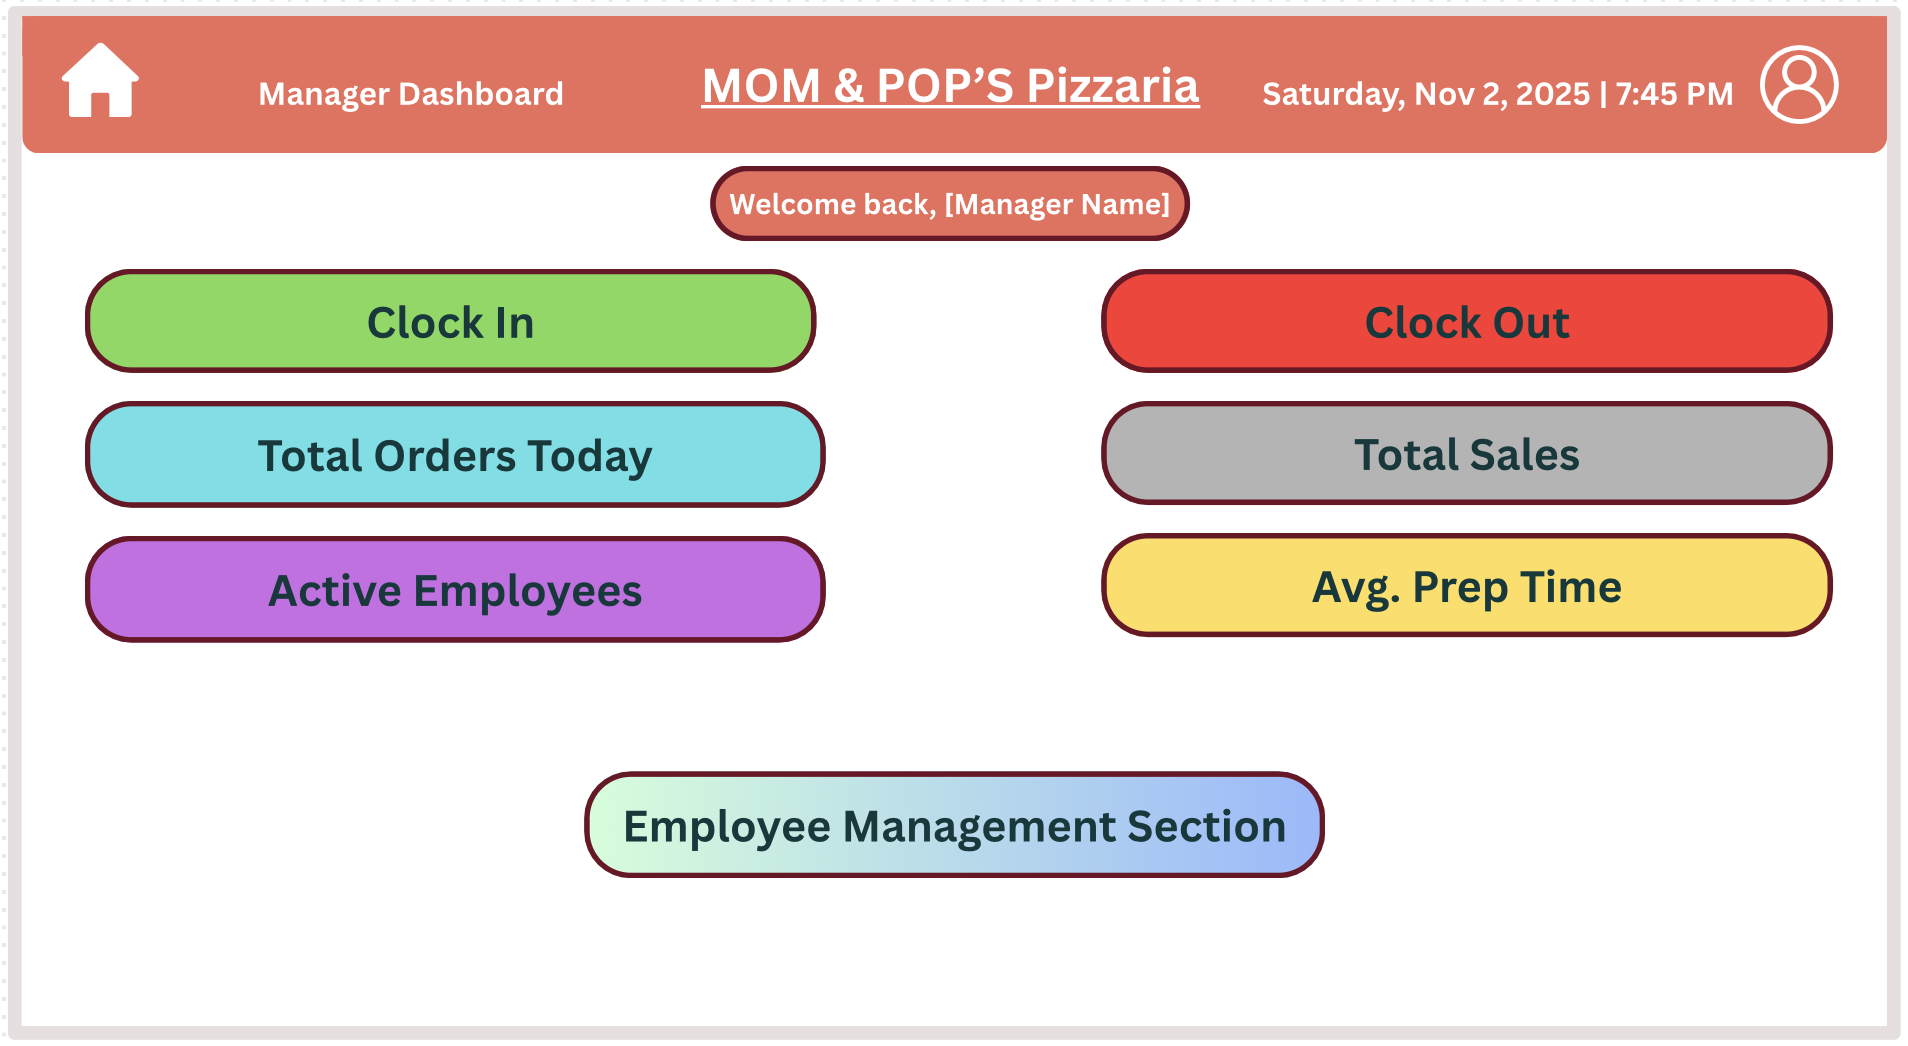 Manager Dashboard
MOM & POP’S Pizzaria
Saturday, Nov 2, 2025 | 7:45 PM
Welcome back, [Manager Name]
Clock In
Clock Out
Total Orders Today
Total Sales
Active Employees
Avg. Prep Time
Employee Management Section